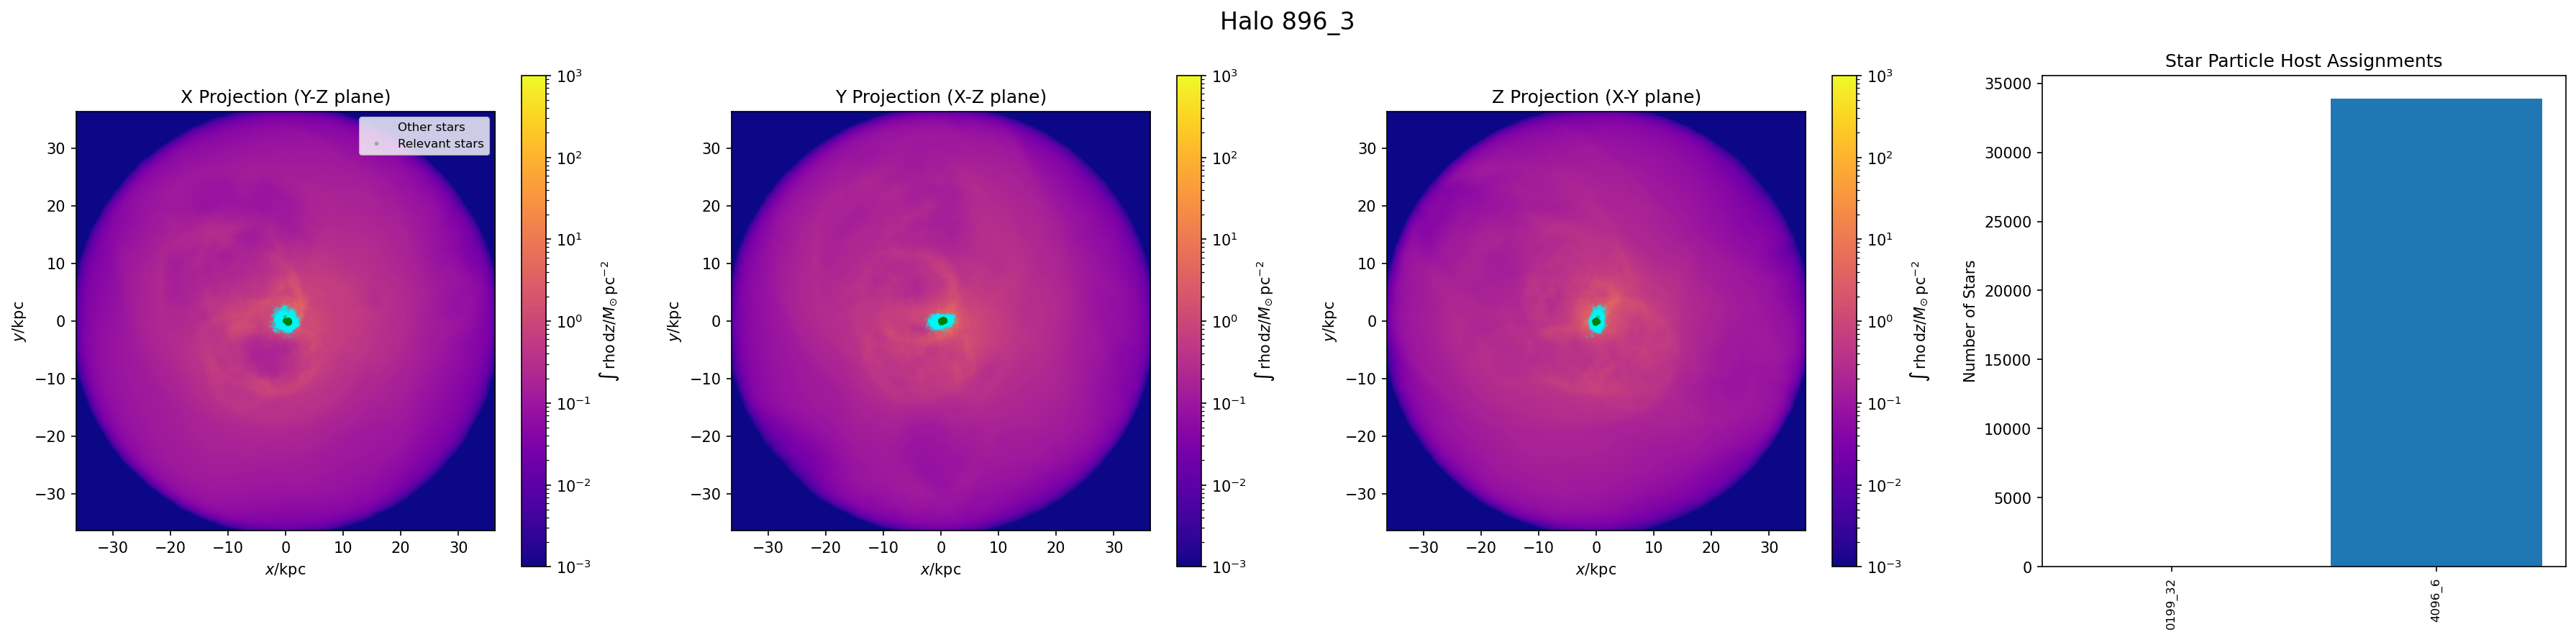 Halo 896_3
X Projection (Y-Z plane)
Other stars
Relevant stars
30
20
10
0
−10
−20
−30
y/kpc
−30 −20 −10 0 10 20 30
x/kpc
10³
10²
10¹
10⁰
10⁻¹
10⁻²
10⁻³
∫ rho dz/M⊙ pc⁻²
Y Projection (X-Z plane)
30
20
10
0
−10
−20
−30
y/kpc
−30 −20 −10 0 10 20 30
x/kpc
10³
10²
10¹
10⁰
10⁻¹
10⁻²
10⁻³
∫ rho dz/M⊙ pc⁻²
Z Projection (X-Y plane)
30
20
10
0
−10
−20
−30
y/kpc
−30 −20 −10 0 10 20 30
x/kpc
10³
10²
10¹
10⁰
10⁻¹
10⁻²
10⁻³
∫ rho dz/M⊙ pc⁻²
Star Particle Host Assignments
35000
30000
25000
20000
15000
10000
5000
0
Number of Stars
0199_32
4096_6